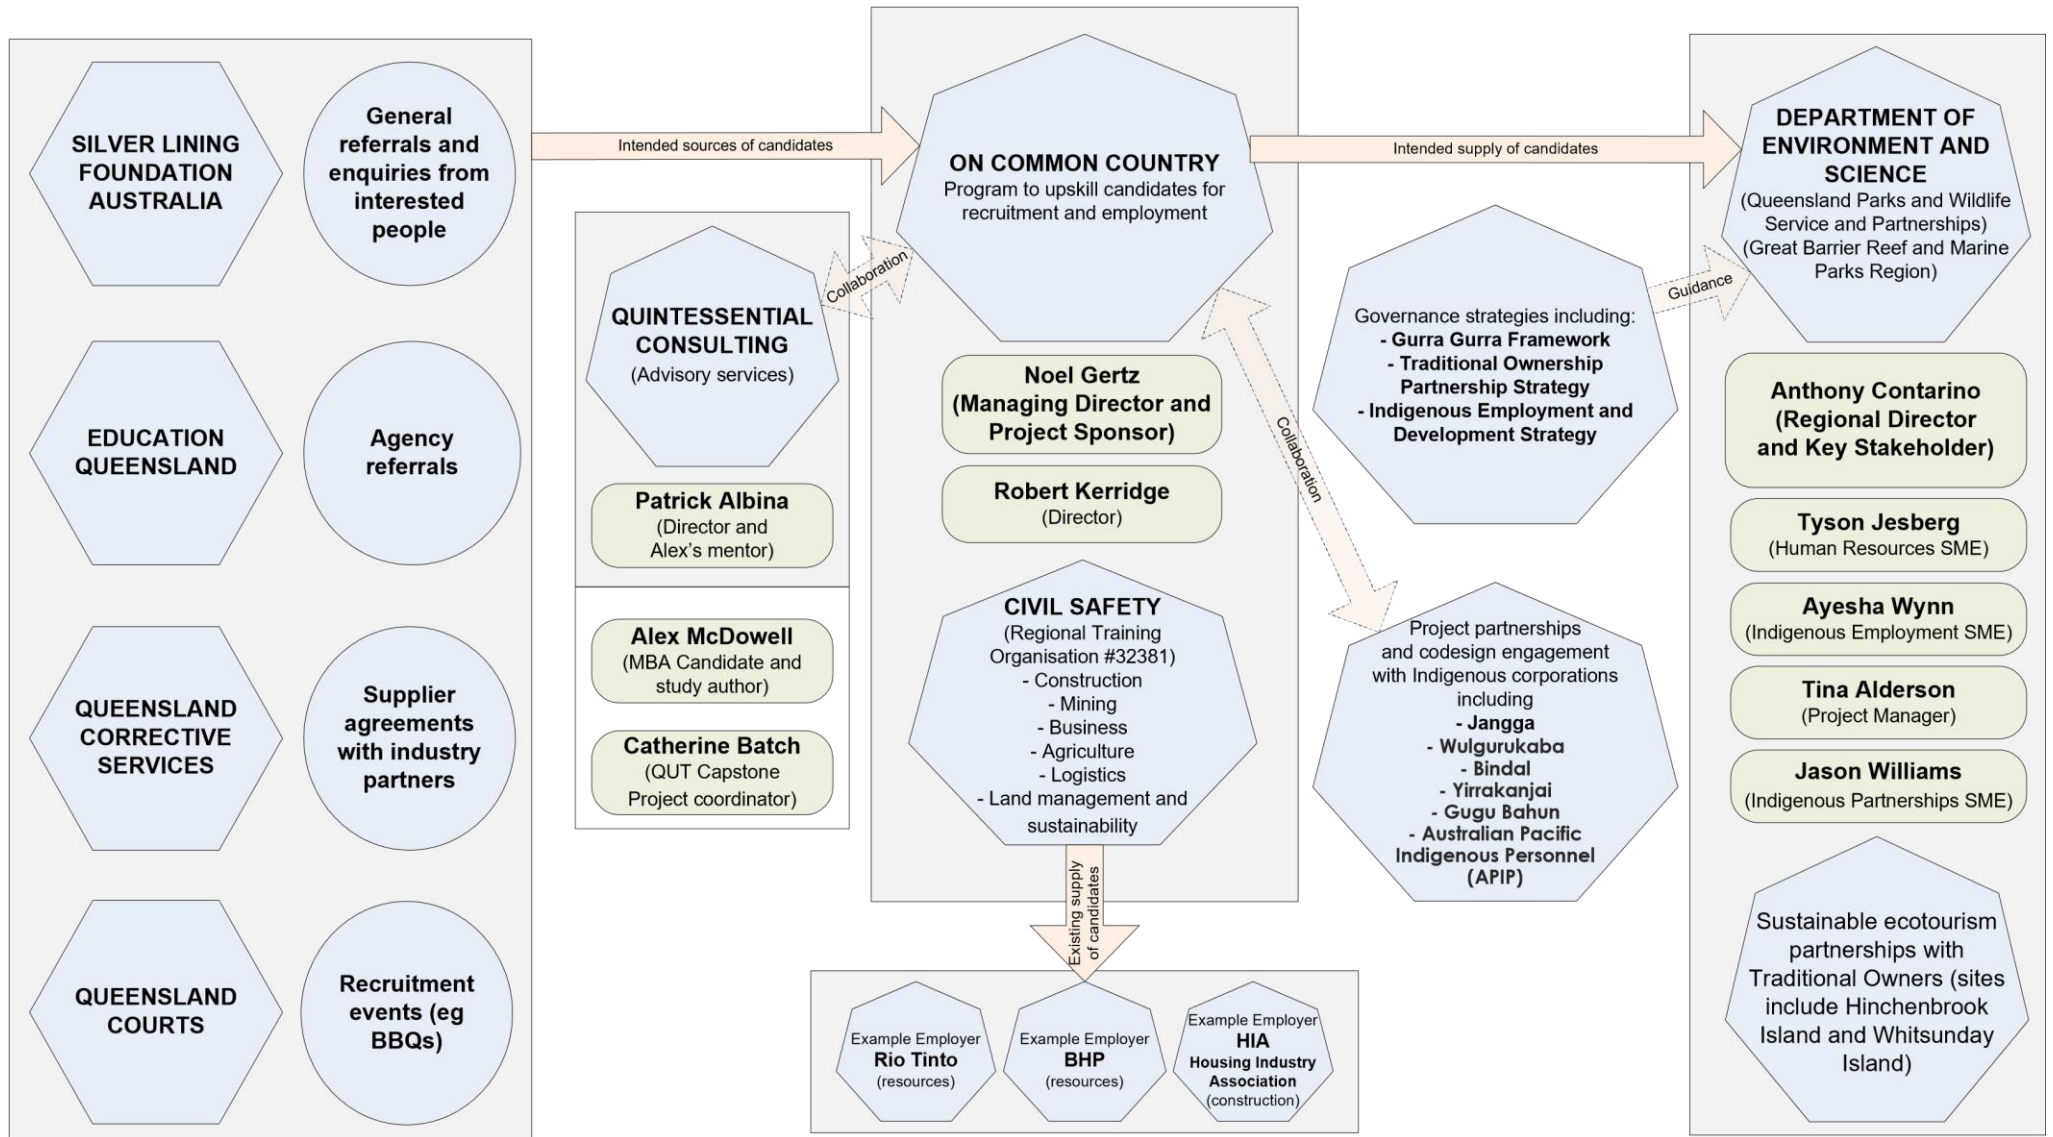 SILVER LINING
FOUNDATION
AUSTRALIA
General
referrals and
enquiries from
interested
people
EDUCATION
QUEENSLAND
Agency
referrals
QUEENSLAND
CORRECTIVE
SERVICES
Supplier
agreements
with industry
partners
QUEENSLAND
COURTS
Recruitment
events (eg
BBQs)
Intended sources of candidates
QUINTESSENTIAL
CONSULTING
(Advisory services)
Collaboration
Patrick Albina
(Director and
Alex’s mentor)
Alex McDowell
(MBA Candidate and
study author)
Catherine Batch
(QUT Capstone
Project coordinator)
ON COMMON COUNTRY
Program to upskill candidates for
recruitment and employment
Noel Gertz
(Managing Director and
Project Sponsor)
Robert Kerridge
(Director)
CIVIL SAFETY
(Regional Training
Organisation #32381)
- Construction
- Mining
- Business
- Agriculture
- Logistics
- Land management and
sustainability
Existing supply
of candidates
Example Employer
Rio Tinto
(resources)
Example Employer
BHP
(resources)
Example Employer
HIA
Housing Industry
Association
(construction)
Intended supply of candidates
Governance strategies including:
- Gurra Gurra Framework
- Traditional Ownership
Partnership Strategy
- Indigenous Employment and
Development Strategy
Guidance
Collaboration
Project partnerships
and codesign engagement
with Indigenous corporations
including
- Jangga
- Wulgurukaba
- Bindal
- Yirrakanjai
- Gugu Bahun
- Australian Pacific
Indigenous Personnel
(APIP)
DEPARTMENT OF
ENVIRONMENT AND
SCIENCE
(Queensland Parks and Wildlife
Service and Partnerships)
(Great Barrier Reef and Marine
Parks Region)
Anthony Contarino
(Regional Director
and Key Stakeholder)
Tyson Jesberg
(Human Resources SME)
Ayesha Wynn
(Indigenous Employment SME)
Tina Alderson
(Project Manager)
Jason Williams
(Indigenous Partnerships SME)
Sustainable ecotourism
partnerships with
Traditional Owners (sites
include Hinchenbrook
Island and Whitsunday
Island)